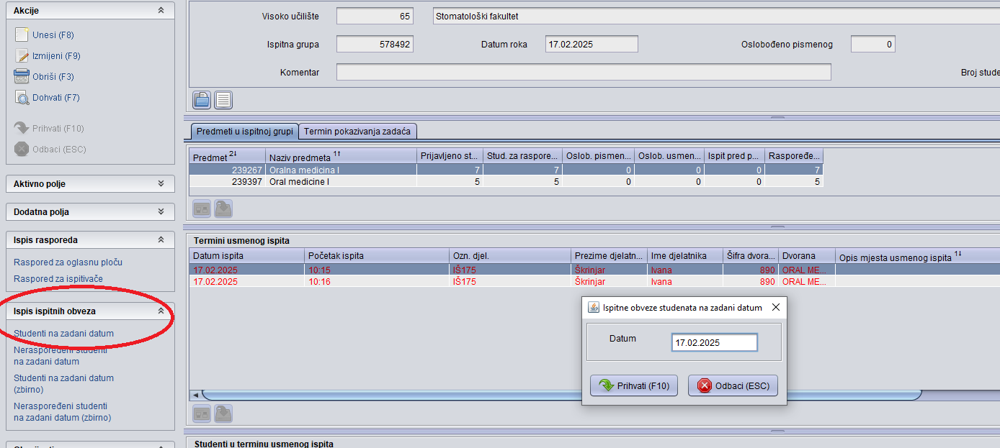 Akcije
Unesi (F8)
Izmijeni (F9)
Obriši (F3)
Dohvati (F7)
Prihvati (F10)
Odbaci (ESC)
Aktivno polje
Dodatna polja
Ispis rasporeda
Raspored za oglasnu ploču
Raspored za ispitivače
Ispis ispitnih obveza
Studenti na zadani datum
Neraspoređeni studenti
na zadani datum
Studenti na zadani datum
(zbirno)
Neraspoređeni studenti
na zadani datum (zbirno)
Visoko učilište 65 Stomatološki fakultet
Ispitna grupa 578492 Datum roka 17.02.2025 Oslobođeno pismenog 0
Komentar Broj stude
Predmeti u ispitnoj grupi Termin pokazivanja zadaća
Predmet 2 Naziv predmeta 1 Prijavljeno st... Stud. za raspore... Oslob. pismen... Oslob. usmen... Ispit pred p... Raspoređe...
239267 Oralna medicina I 7 7 0 0 0 7
239397 Oral medicine I 5 5 0 0 0 5
Termini usmenog ispita
Datum ispita Početak ispita Ozn. djel. Prezime djelatn... Ime djelatnika Šifra dvora... Dvorana Opis mjesta usmenog ispita 1
17.02.2025 10:15 IŠ175 Škrinjar Ivana 890 ORAL ME...
17.02.2025 10:16 IŠ175 Škrinjar Ivana 890 ORAL ME...
Ispitne obveze studenata na zadani datum
Datum 17.02.2025
Prihvati (F10) Odbaci (ESC)
Studenti u terminu usmenog ispita